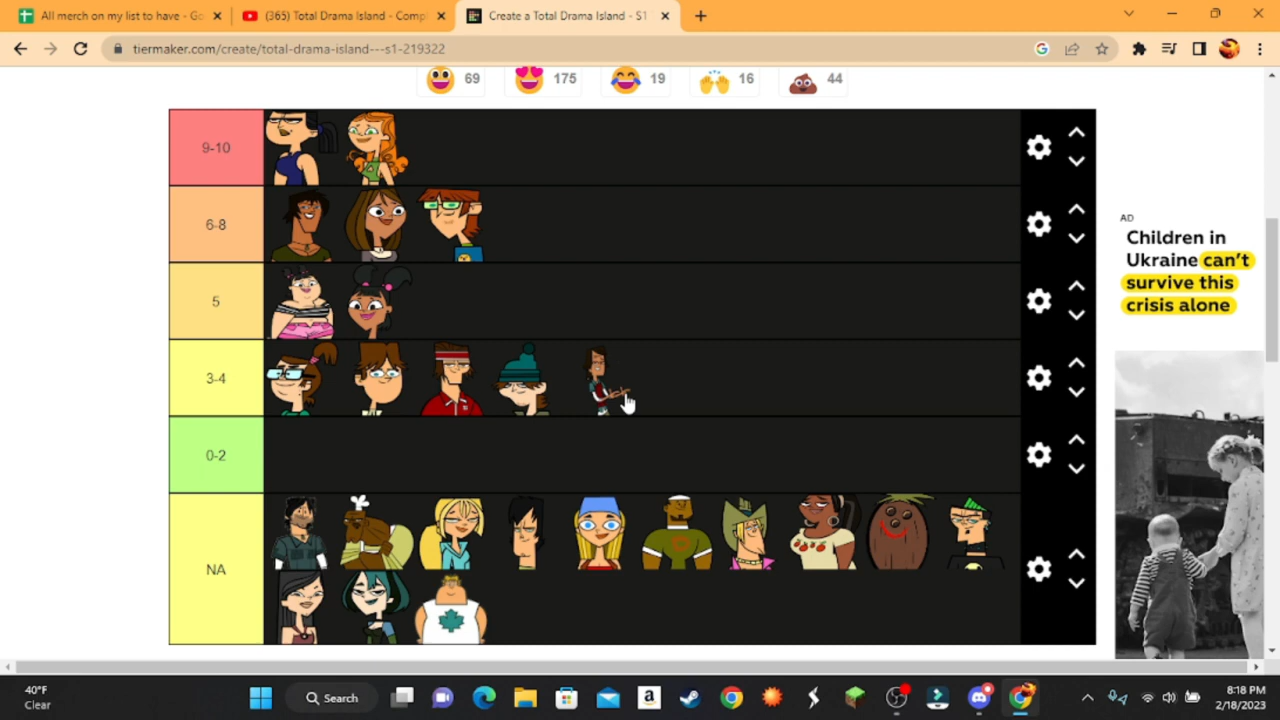 All merch on my list to have - Go
(365) Total Drama Island - Compl
Create a Total Drama Island - S1
tiermaker.com/create/total-drama-island---s1-219322
69
175
19
16
44
9-10
6-8
5
3-4
0-2
NA
AD
Children in
Ukraine can't
survive this
crisis alone
40°F
Clear
Search
8:18 PM
2/18/2023